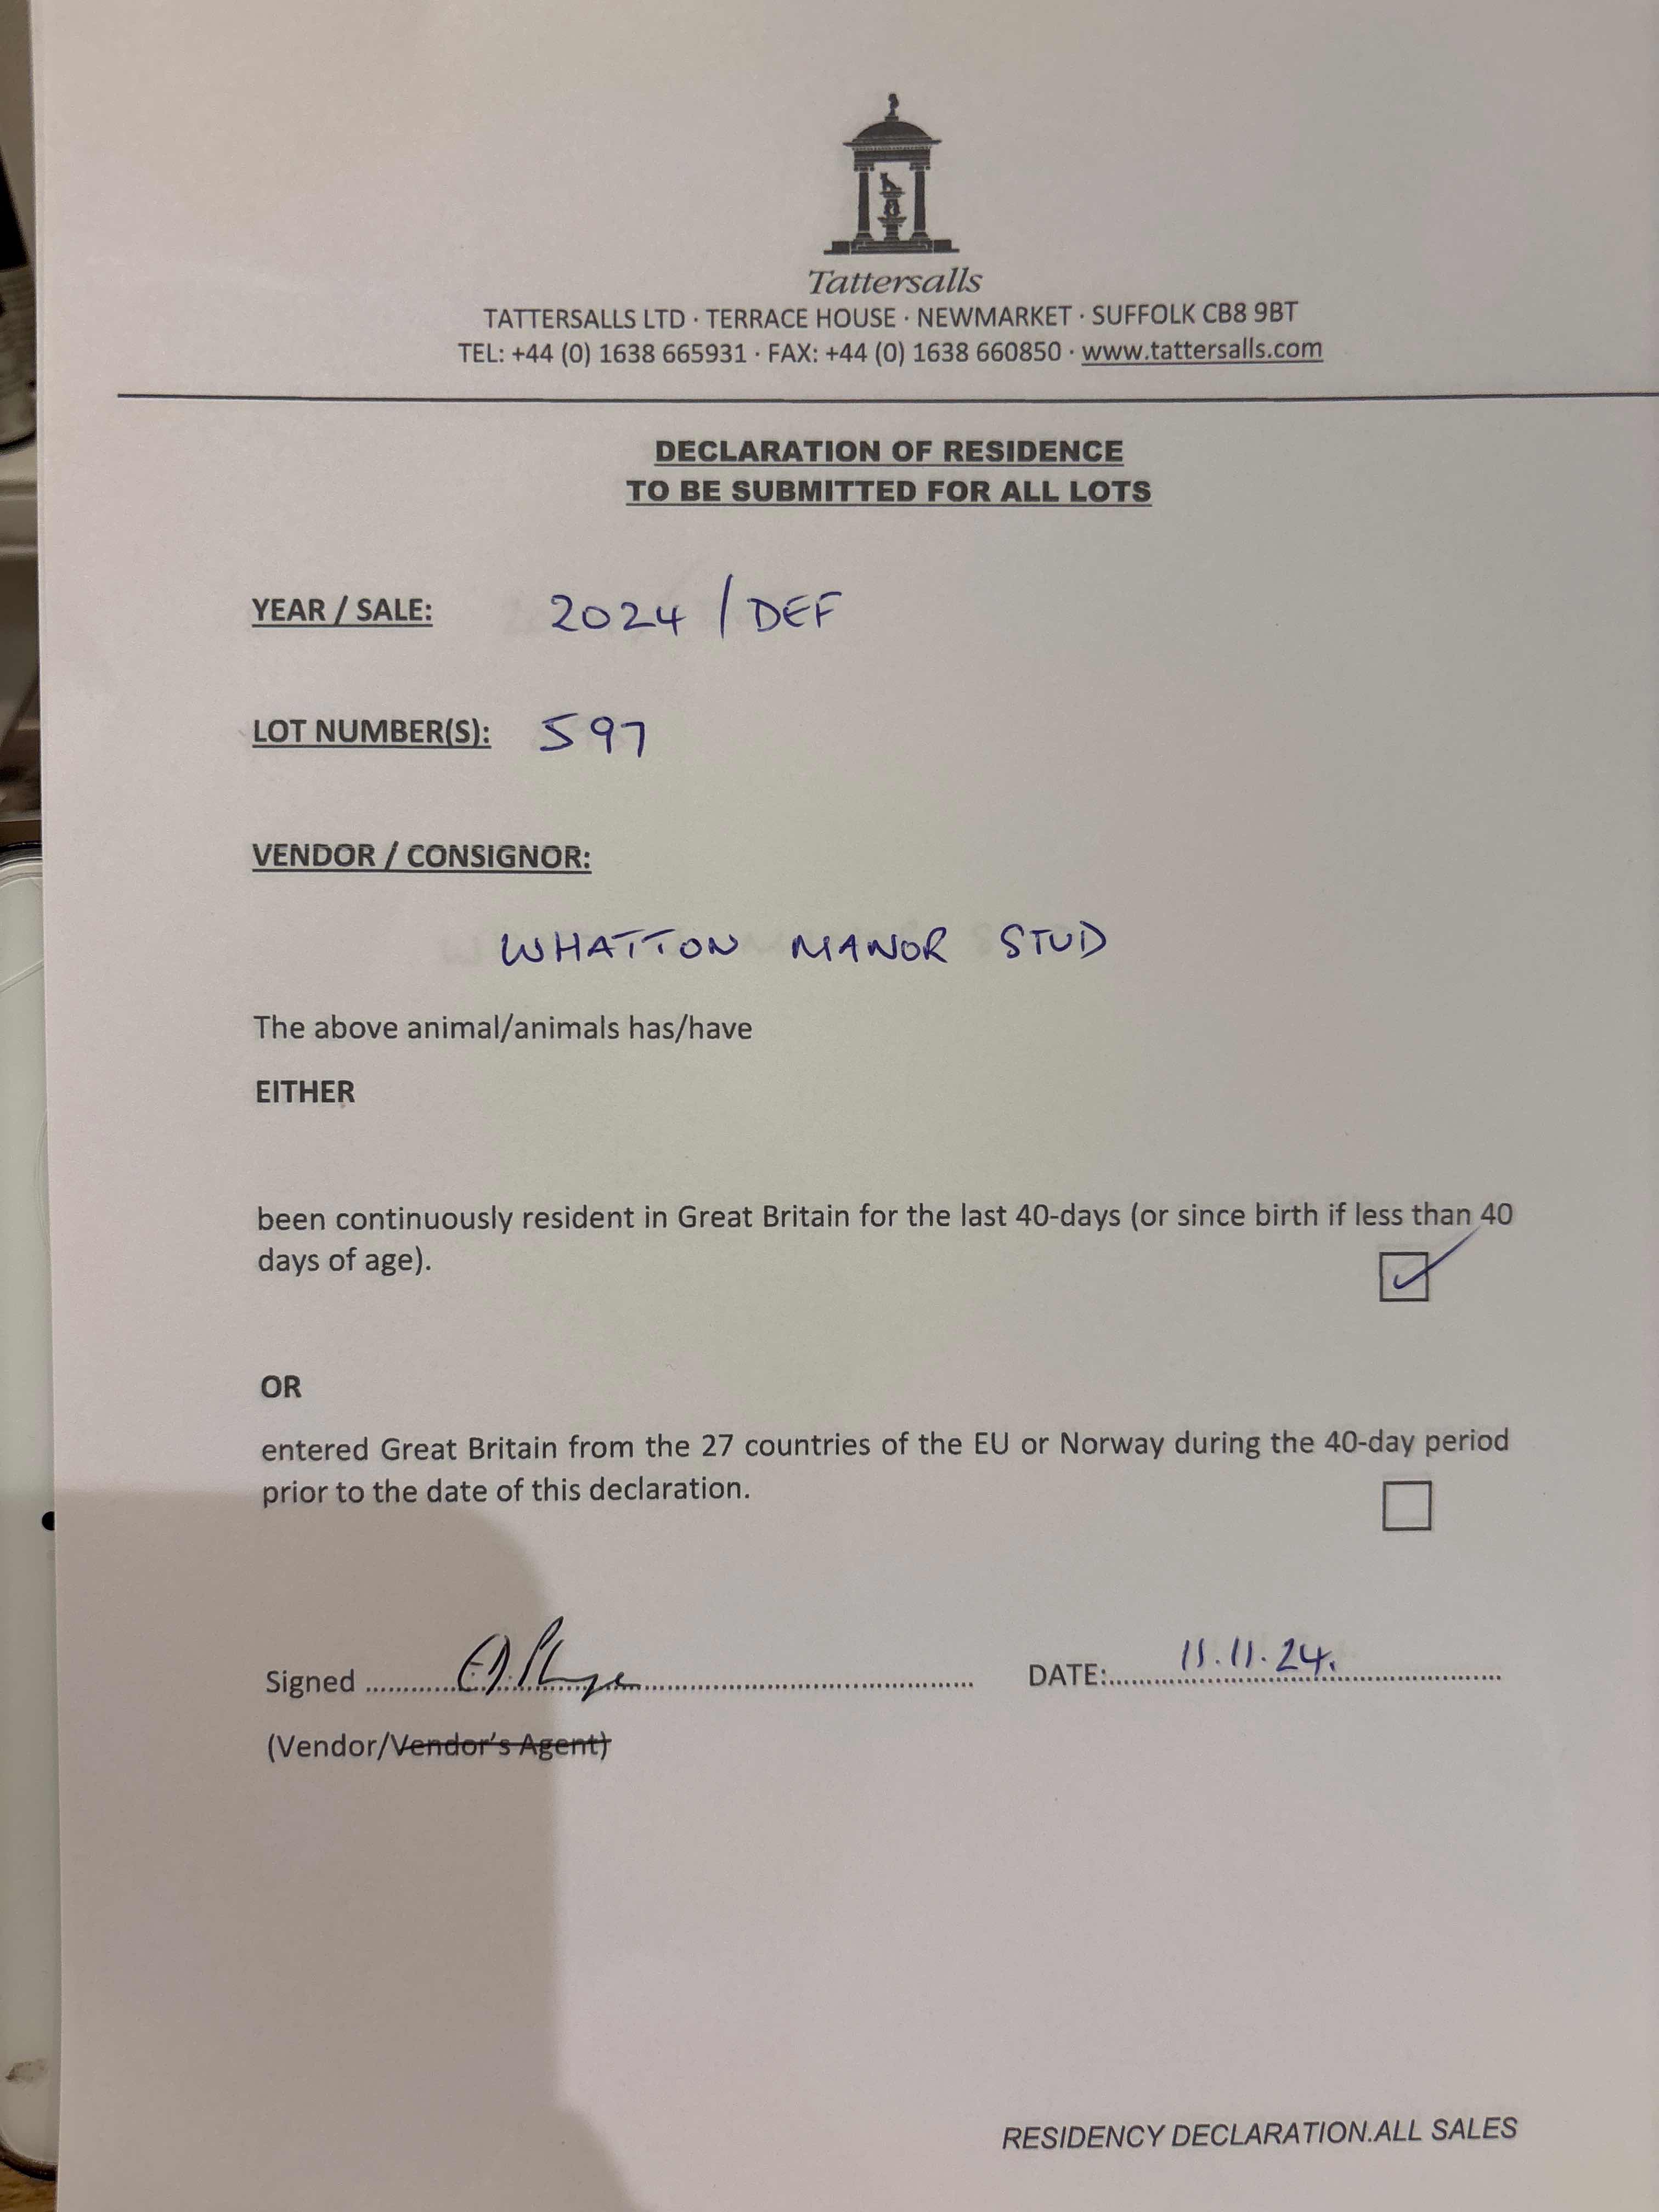 Tattersalls
TATTERSALLS LTD · TERRACE HOUSE · NEWMARKET · SUFFOLK CB8 9BT
TEL: +44 (0) 1638 665931 · FAX: +44 (0) 1638 660850 · www.tattersalls.com
DECLARATION OF RESIDENCE
TO BE SUBMITTED FOR ALL LOTS
YEAR / SALE: 2024 / DEF
LOT NUMBER(S): 597
VENDOR / CONSIGNOR:
WHATTON MANOR STUD
The above animal/animals has/have
EITHER
been continuously resident in Great Britain for the last 40-days (or since birth if less than 40
days of age).
OR
entered Great Britain from the 27 countries of the EU or Norway during the 40-day period
prior to the date of this declaration.
Signed ........................ DATE: 11.11.24.
(Vendor/Vendor's Agent)
RESIDENCY DECLARATION.ALL SALES